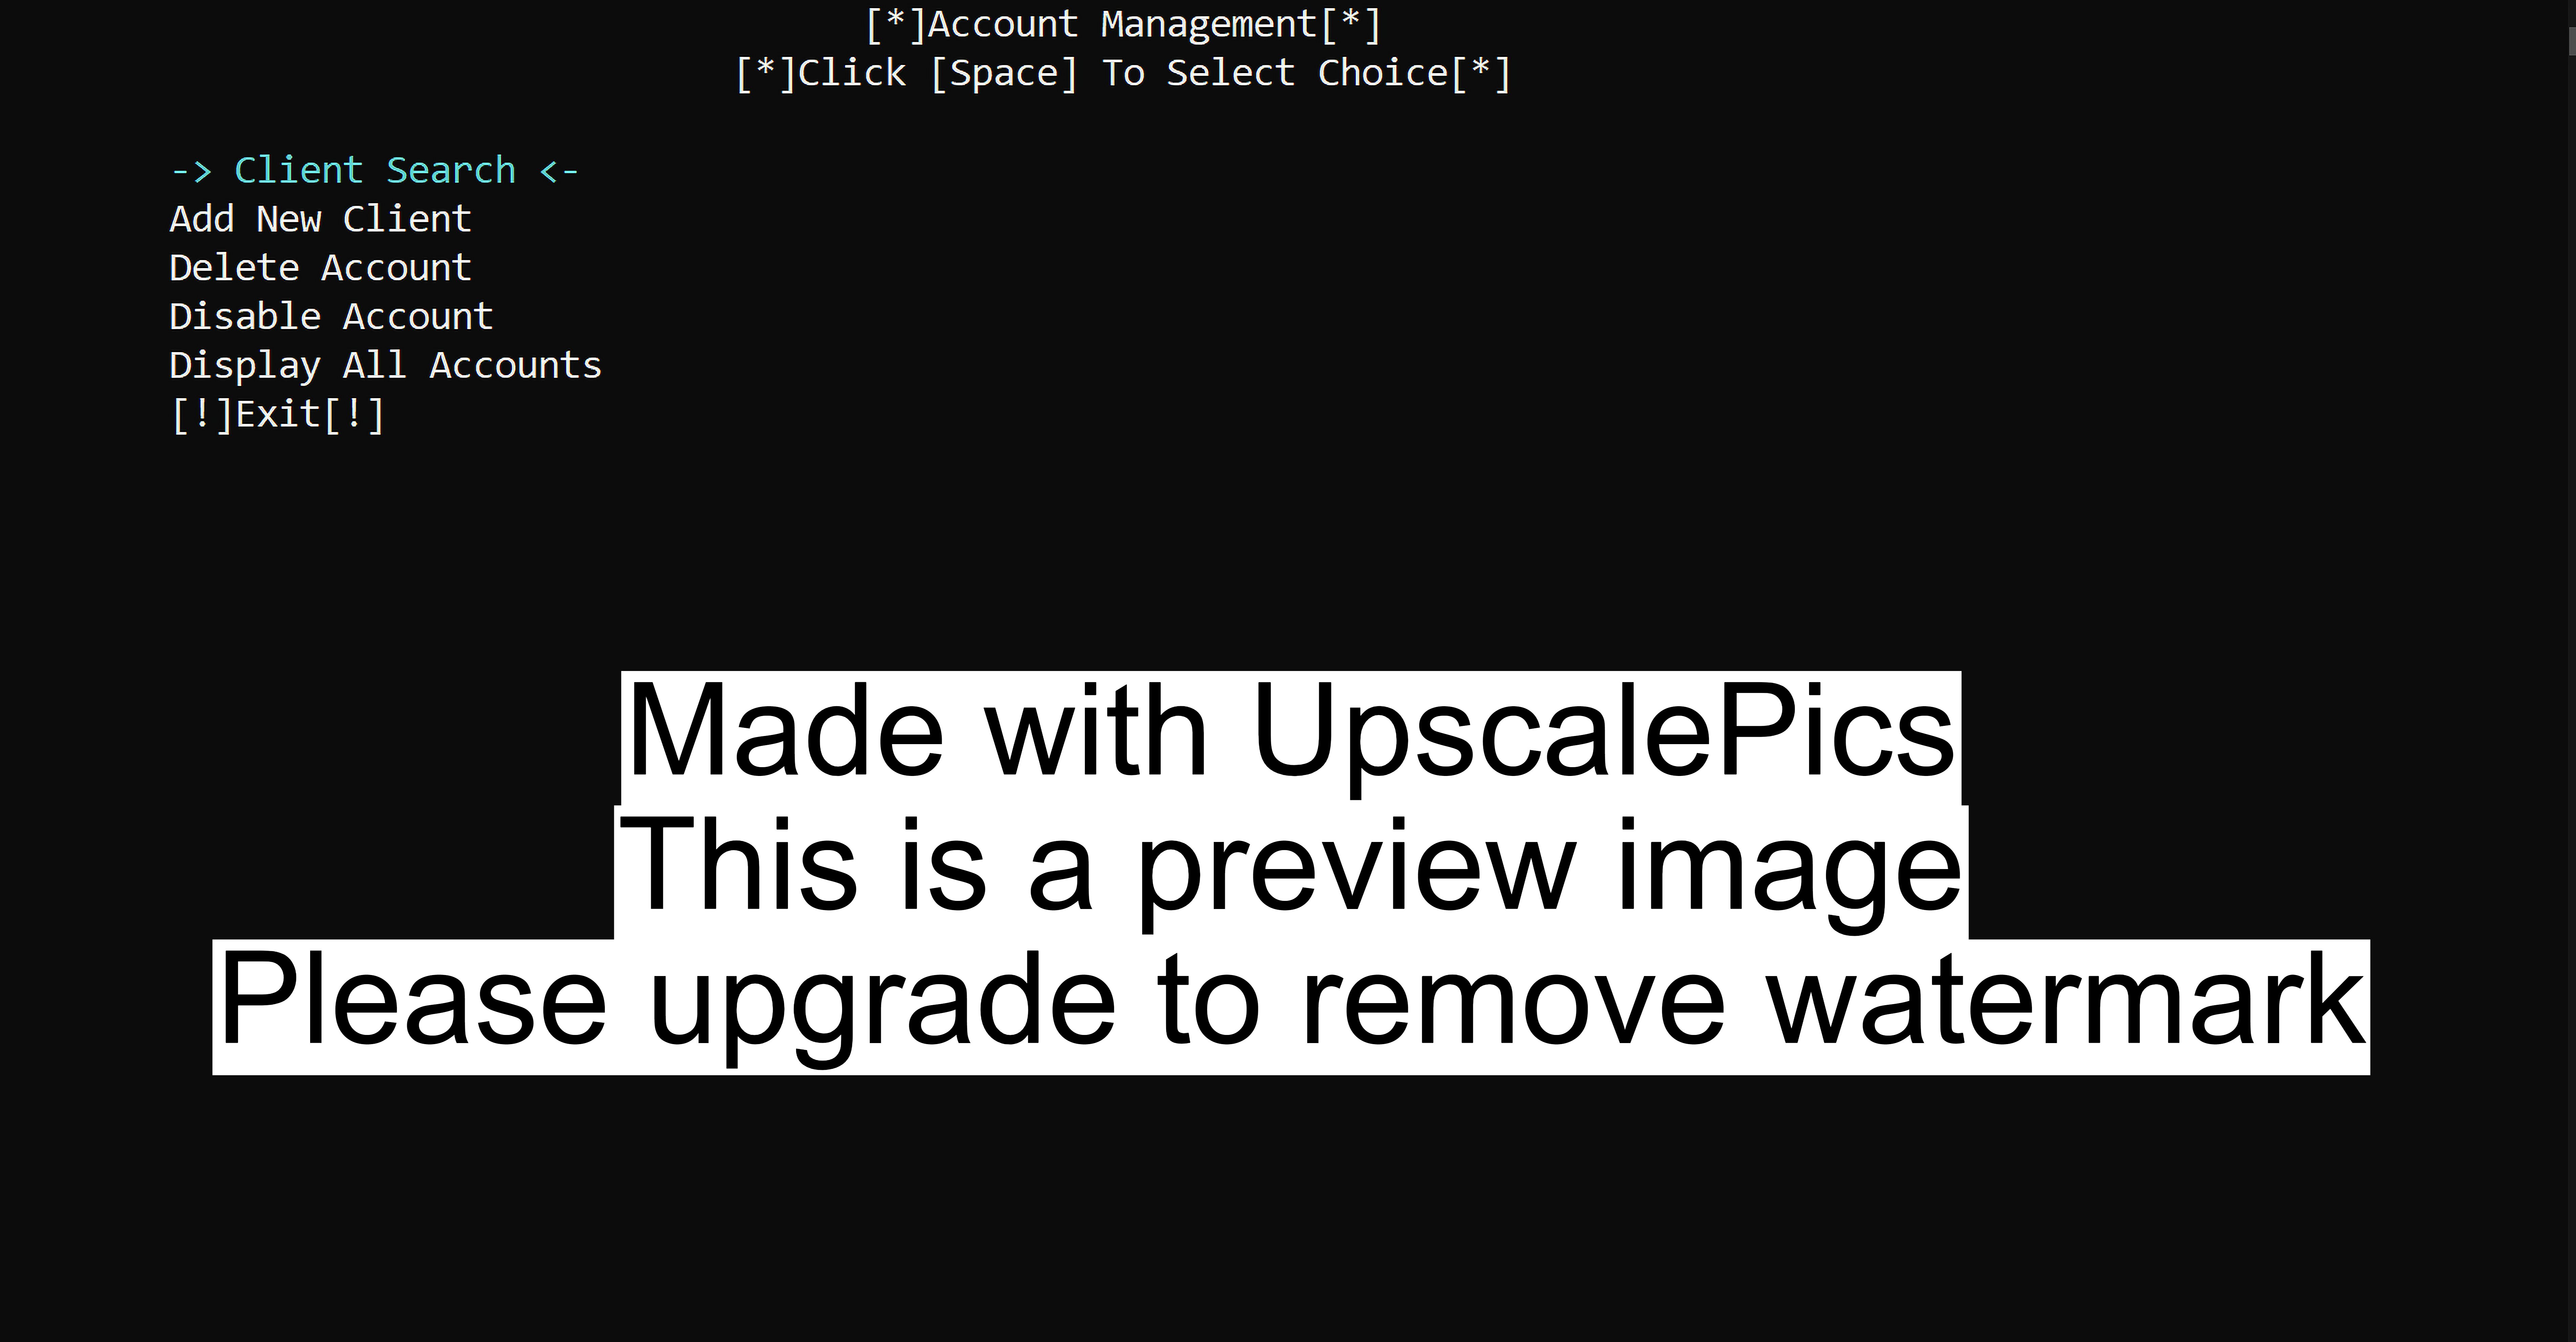 [*]Account Management[*]
[*]Click [Space] To Select Choice[*]
-> Client Search <-
Add New Client
Delete Account
Disable Account
Display All Accounts
[!]Exit[!]
Made with UpscalePics
This is a preview image
Please upgrade to remove watermark